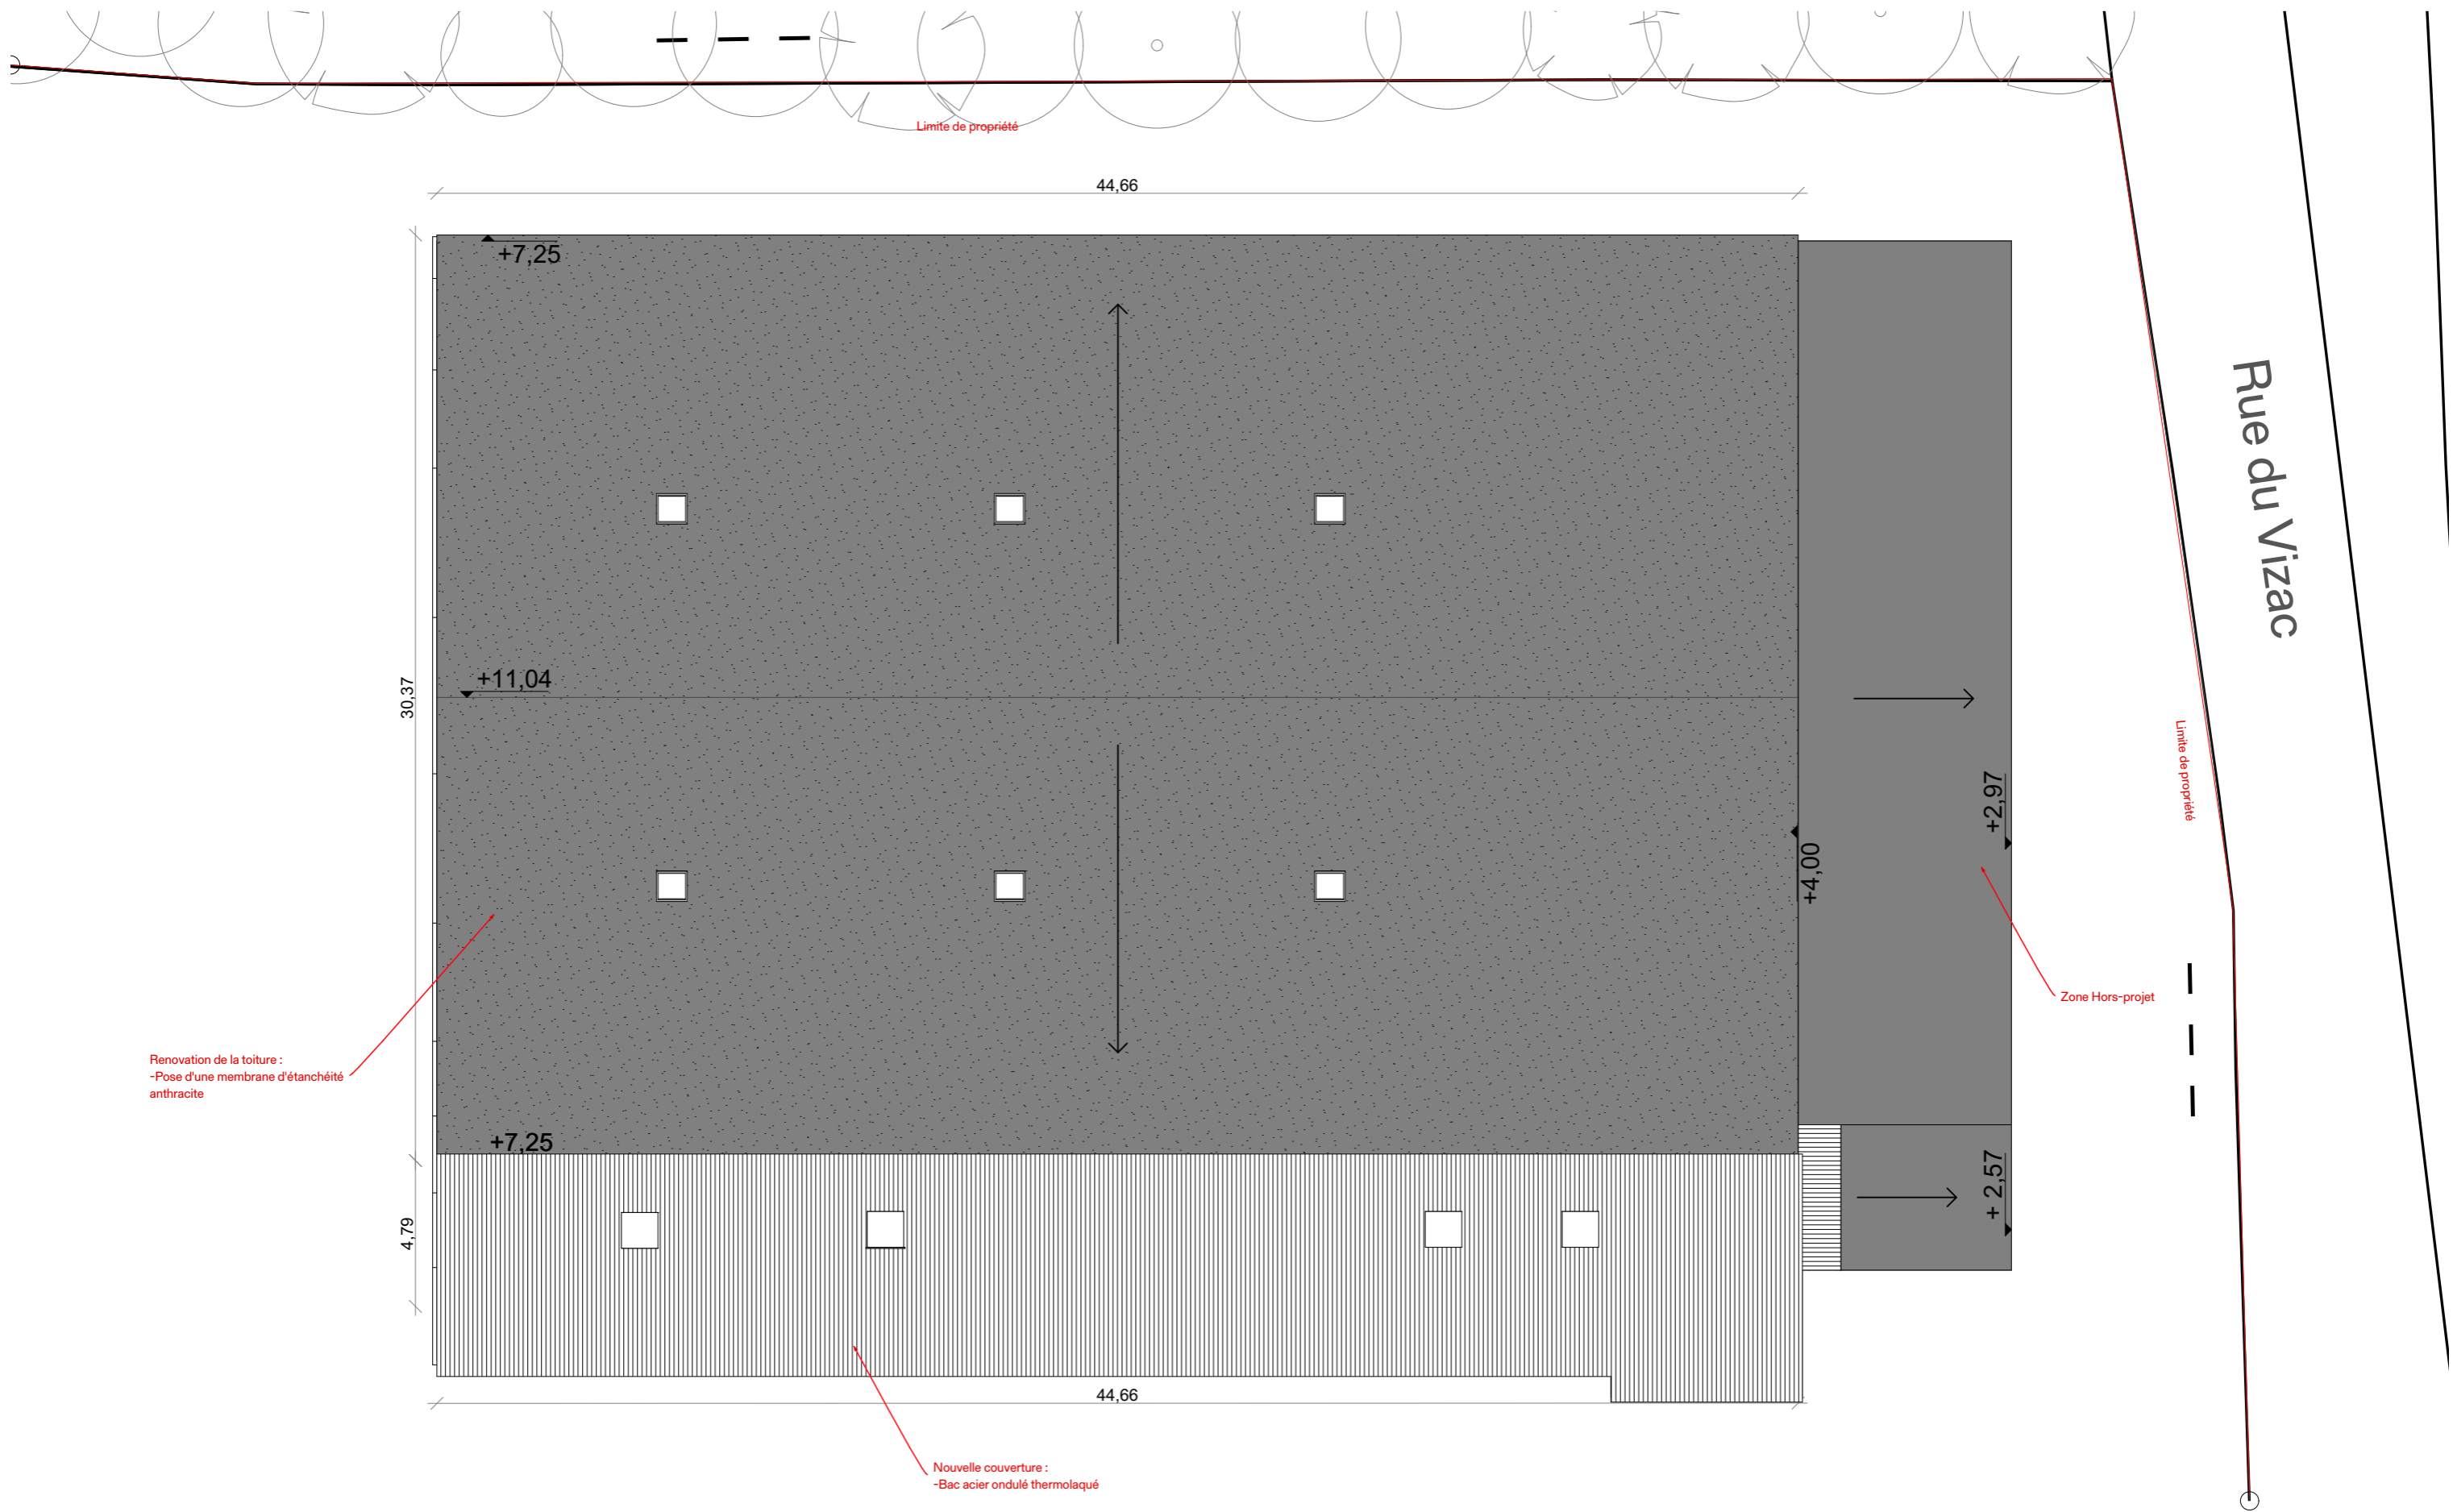 Limite de propriété
44,66
+7,25
Rue du Vizac
+11,04
30,37
Limite de propriété
+2,97
+4,00
Zone Hors-projet
Renovation de la toiture :
-Pose d'une membrane d'étanchéité
anthracite
+7,25
+ 2,57
4,79
44,66
Nouvelle couverture :
-Bac acier ondulé thermolaqué